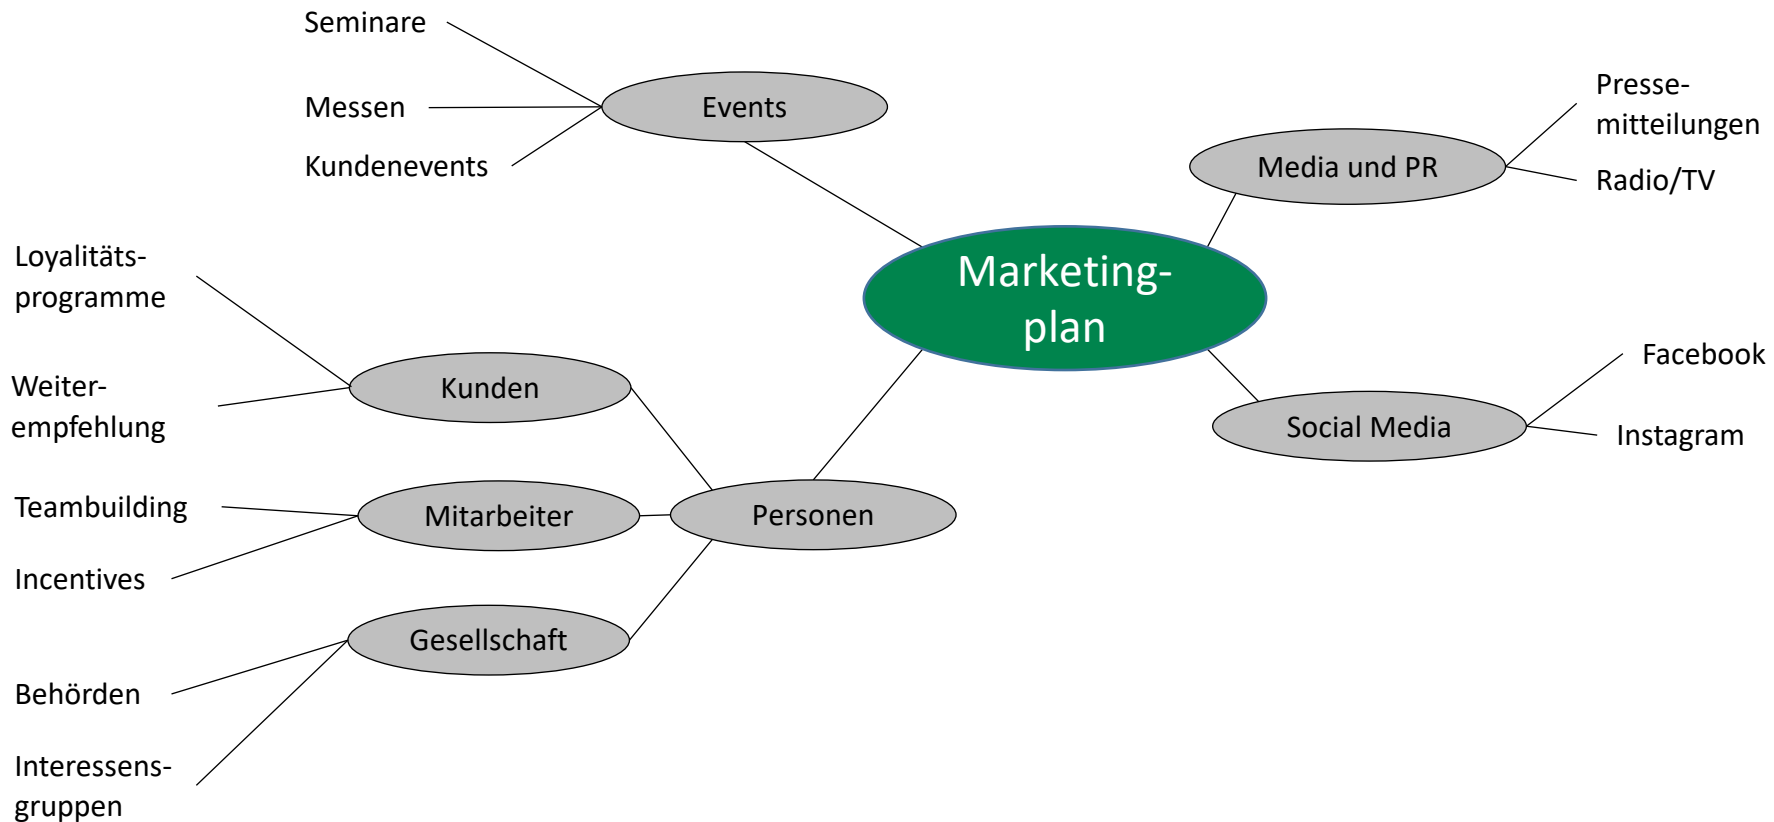 Seminare
Messen
Kundenevents
Events
Presse-
mitteilungen
Radio/TV
Media und PR
Marketing-
plan
Loyalitäts-
programme
Weiter-
empfehlung
Kunden
Facebook
Instagram
Social Media
Teambuilding
Incentives
Mitarbeiter
Personen
Gesellschaft
Behörden
Interessens-
gruppen